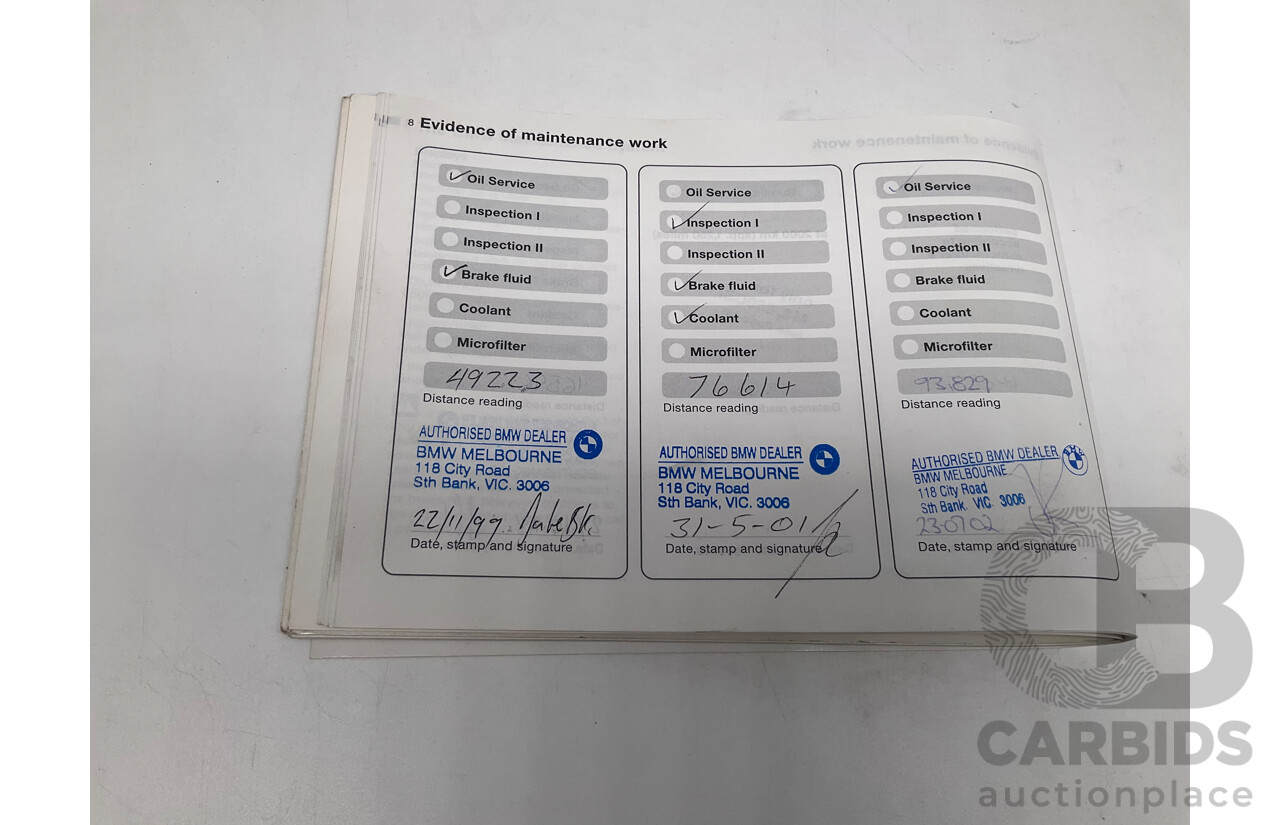 8 Evidence of maintenance work
Oil Service
Inspection I
Inspection II
Brake fluid
Coolant
Microfilter
49223
Distance reading
AUTHORISED BMW DEALER
BMW MELBOURNE
118 City Road
Sth Bank, VIC. 3006
22/11/99
Date, stamp and signature
Oil Service
Inspection I
Inspection II
Brake fluid
Coolant
Microfilter
76614
Distance reading
AUTHORISED BMW DEALER
BMW MELBOURNE
118 City Road
Sth Bank, VIC. 3006
31-5-01
Date, stamp and signature
Oil Service
Inspection I
Inspection II
Brake fluid
Coolant
Microfilter
93.829
Distance reading
AUTHORISED BMW DEALER
BMW MELBOURNE
118 City Road
Sth Bank, VIC. 3006
23.07.02
Date, stamp and signature
CB
CARBIDS
auctionplace